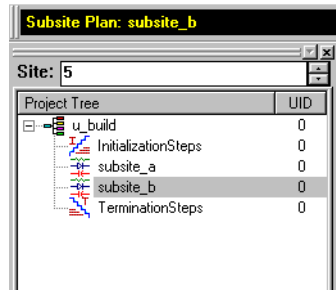 Subsite Plan: subsite_b
Site: 5
Project Tree UID
u_build 0
InitializationSteps 0
subsite_a 0
subsite_b 0
TerminationSteps 0